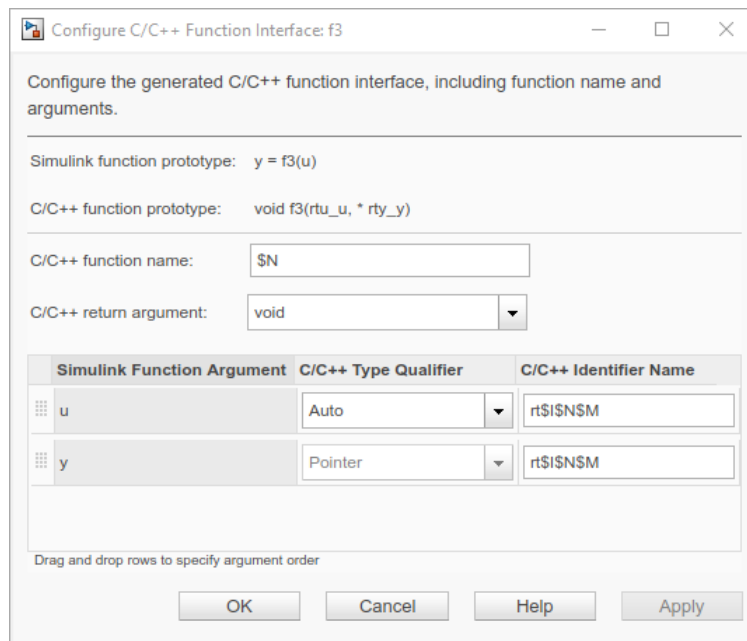 Configure C/C++ Function Interface: f3
Configure the generated C/C++ function interface, including function name and
arguments.
Simulink function prototype: y = f3(u)
C/C++ function prototype: void f3(rtu_u, * rty_y)
C/C++ function name: $N
C/C++ return argument: void
Simulink Function Argument C/C++ Type Qualifier C/C++ Identifier Name
u Auto rt$I$N$M
y Pointer rt$I$N$M
Drag and drop rows to specify argument order
OK Cancel Help Apply